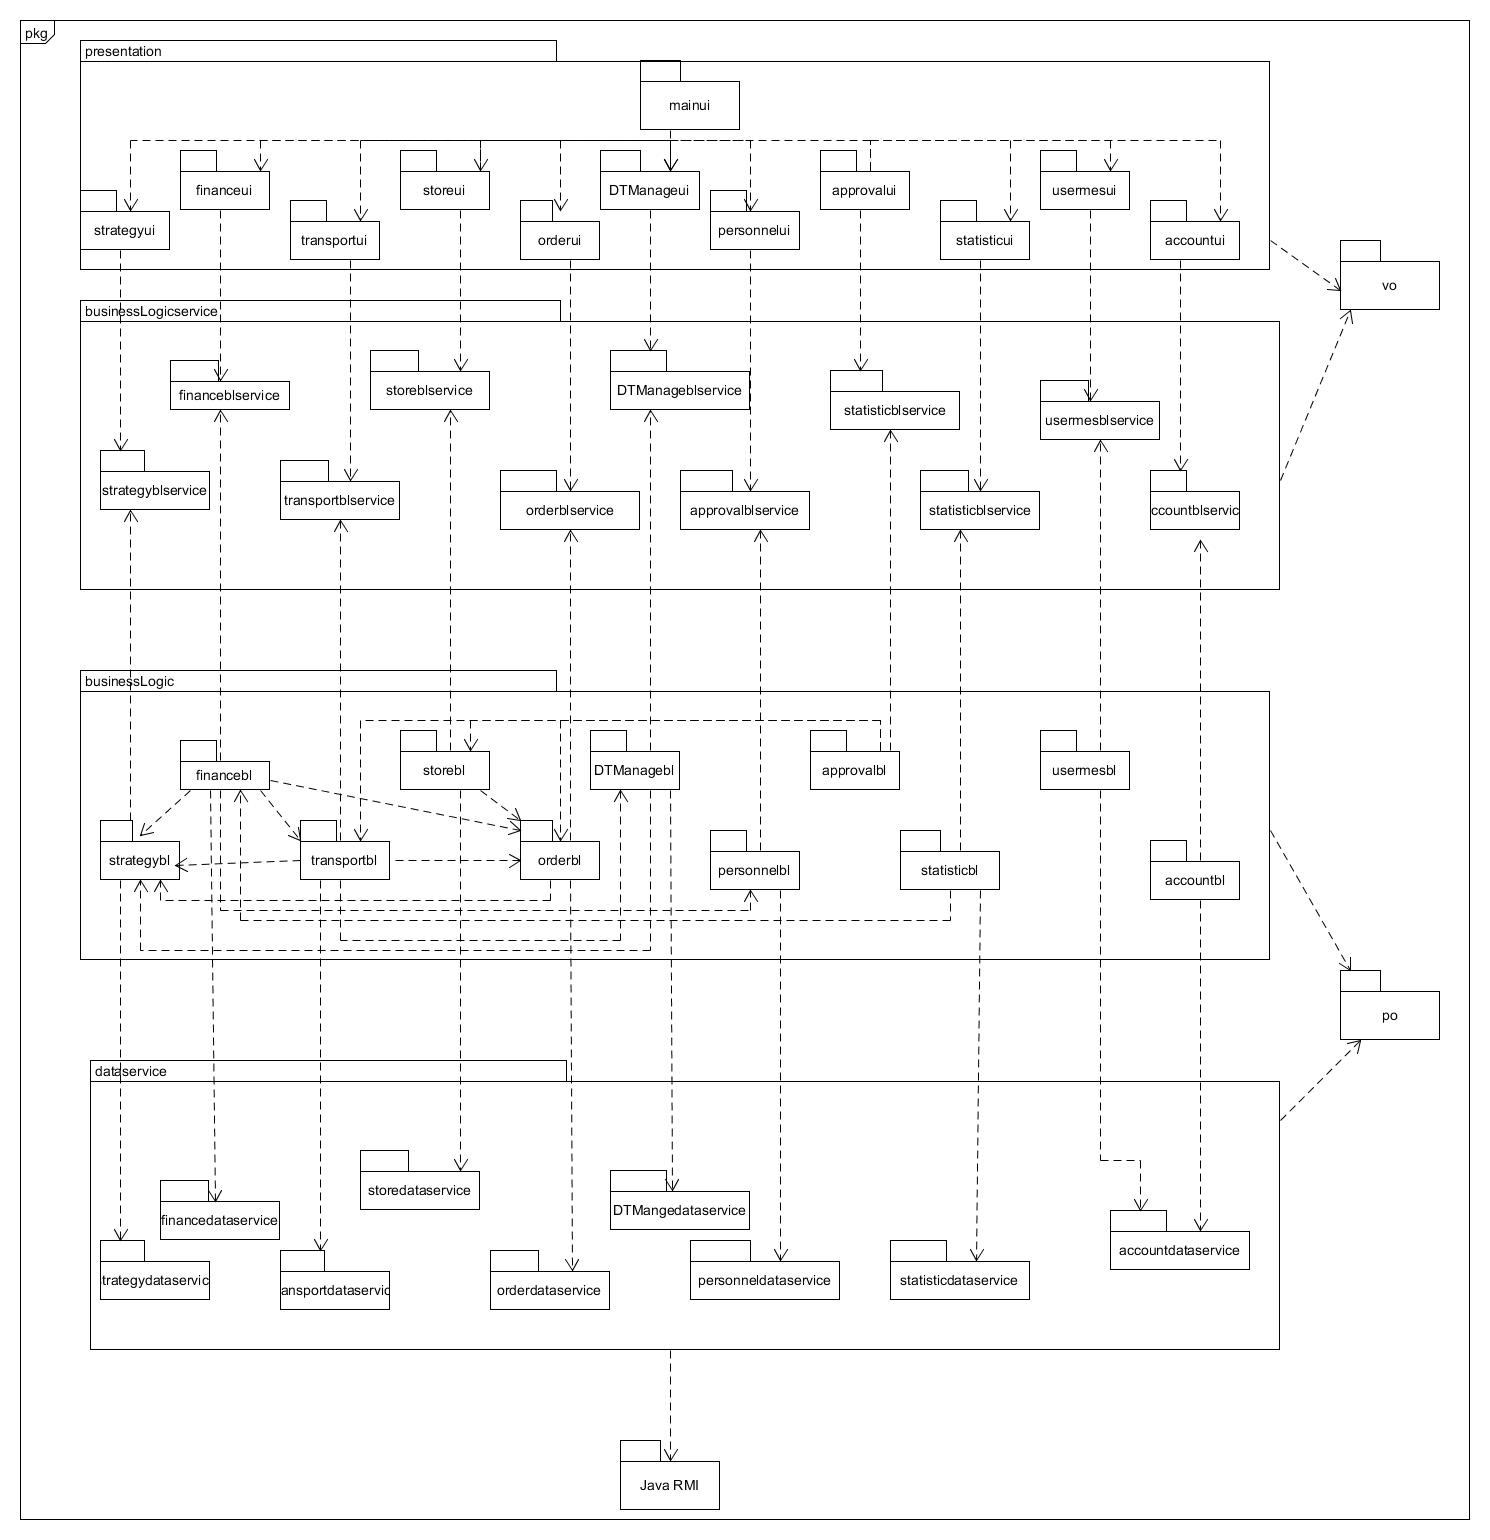 pkg
presentation
mainui
financeui
storeui
DTManageui
approvalui
usermesui
strategyui
transportui
orderui
personnelui
statisticui
accountui
vo
businessLogicservice
financeblservice
storeblservice
DTManageblservice
statisticblservice
usermesblservice
strategyblservice
transportblservice
orderblservice
approvalblservice
statisticblservice
ccountblservic
businessLogic
financebl
storebl
DTManagebl
approvalbl
usermesbl
strategybl
transportbl
orderbl
personnelbl
statisticbl
accountbl
po
dataservice
storedataservice
financedataservice
DTMangedataservice
accountdataservice
trategydataservic
ansportdataservic
orderdataservice
personneldataservice
statisticdataservice
Java RMI